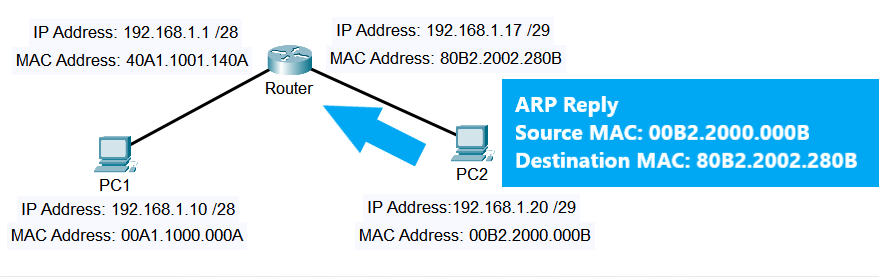 IP Address: 192.168.1.1 /28
MAC Address: 40A1.1001.140A
IP Address: 192.168.1.17 /29
MAC Address: 80B2.2002.280B
Router
ARP Reply
Source MAC: 00B2.2000.000B
Destination MAC: 80B2.2002.280B
PC1
IP Address: 192.168.1.10 /28
MAC Address: 00A1.1000.000A
PC2
IP Address:192.168.1.20 /29
MAC Address: 00B2.2000.000B